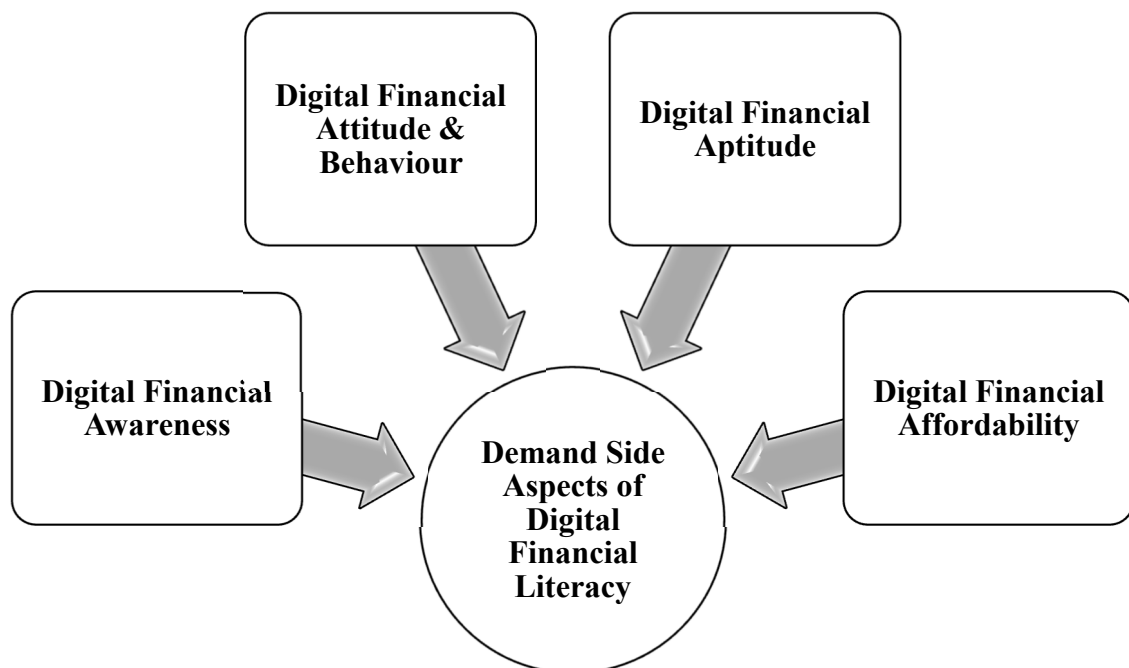 Digital Financial
Attitude &
Behaviour
Digital Financial
Aptitude
Digital Financial
Awareness
Digital Financial
Affordability
Demand Side
Aspects of
Digital
Financial
Literacy